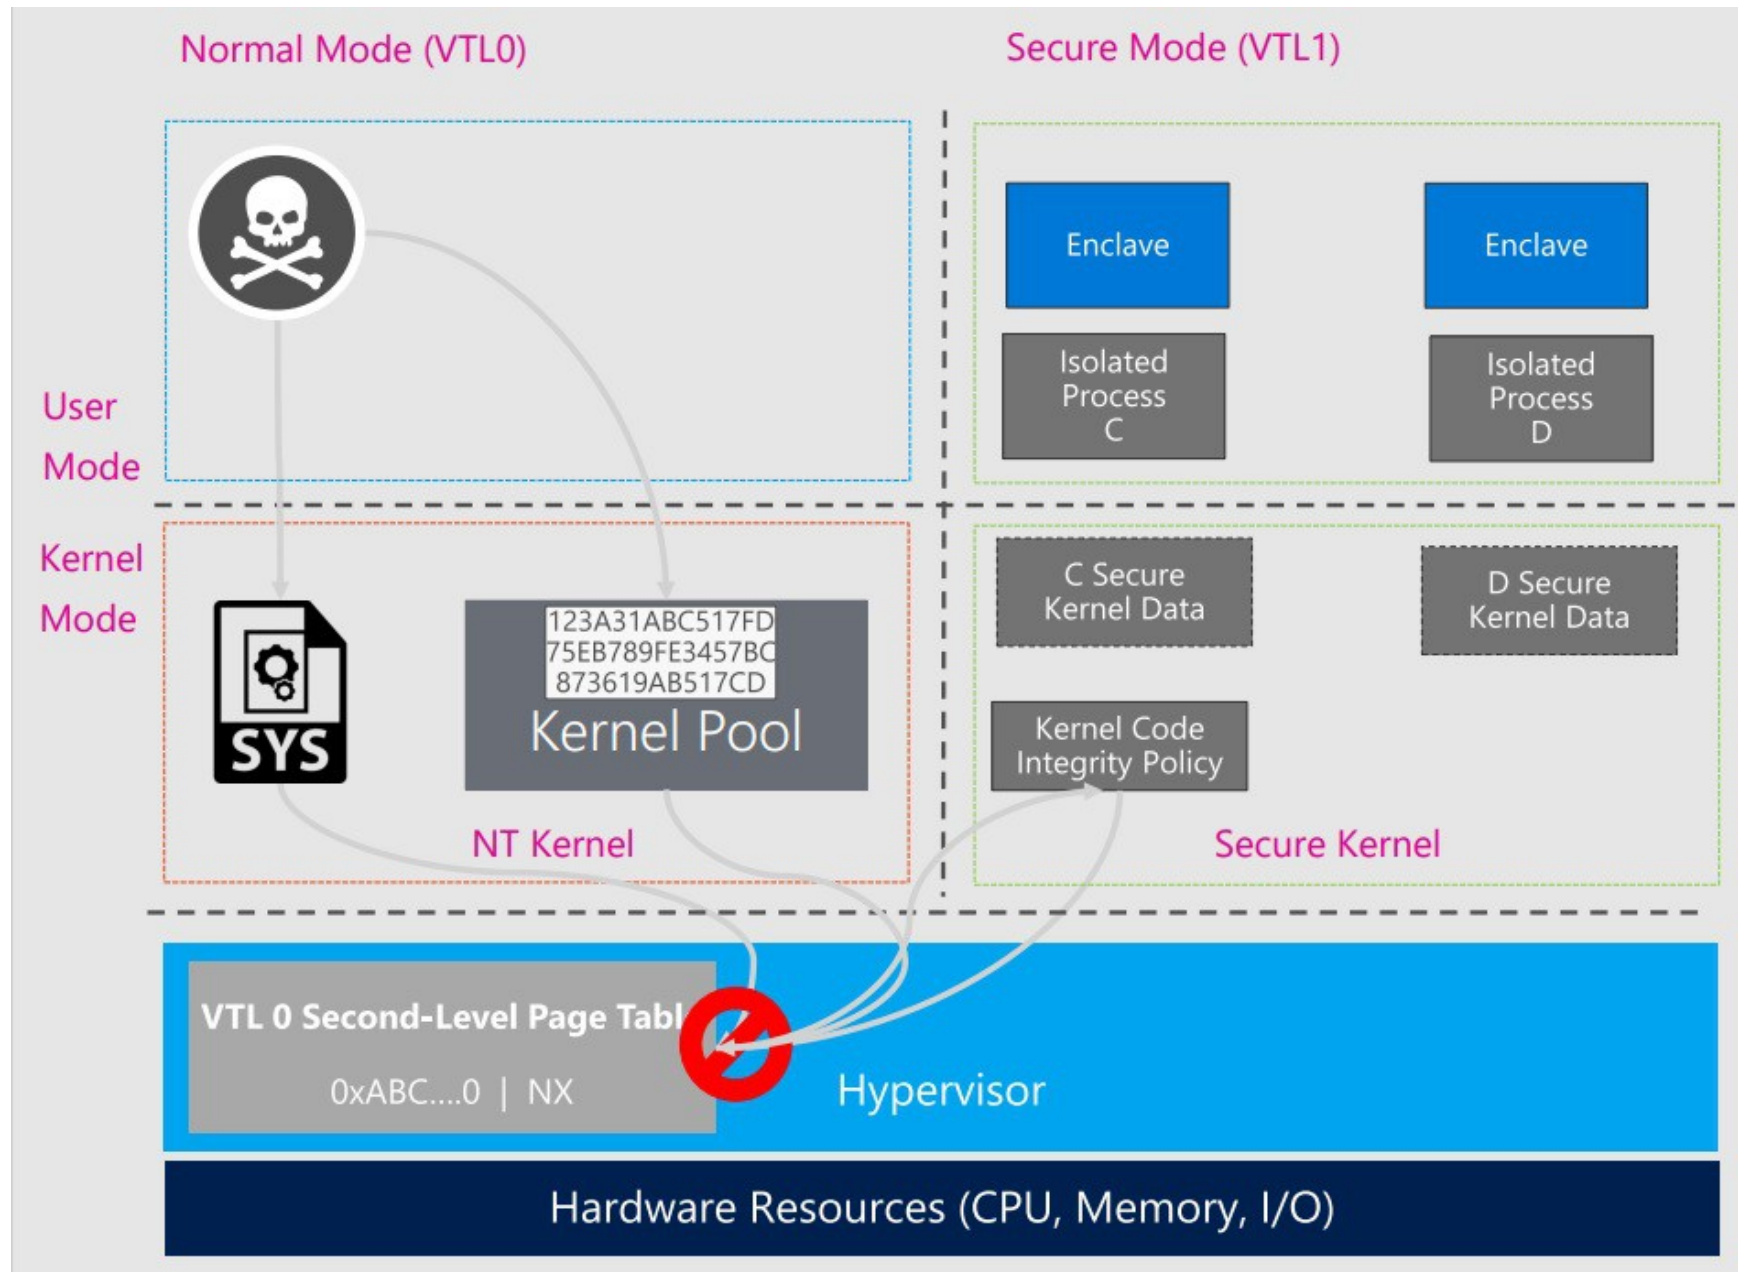 Normal Mode (VTL0)
Secure Mode (VTL1)
Enclave
Enclave
Isolated
Process
C
Isolated
Process
D
User
Mode
Kernel
Mode
C Secure
Kernel Data
D Secure
Kernel Data
SYS
123A31ABC517FD
75EB789FE3457BC
873619AB517CD
Kernel Pool
Kernel Code
Integrity Policy
NT Kernel
Secure Kernel
VTL 0 Second-Level Page Tabl
0xABC....0 | NX
Hypervisor
Hardware Resources (CPU, Memory, I/O)